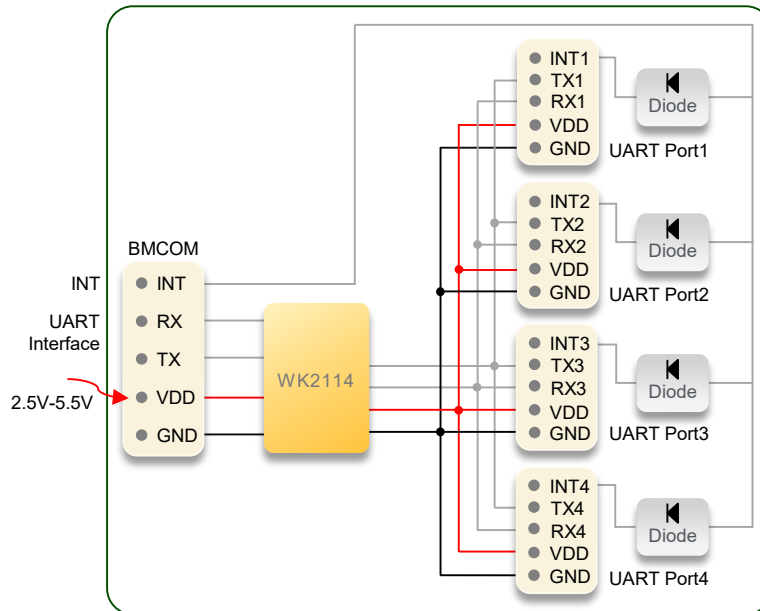 INT1
TX1
RX1
VDD
GND
Diode
UART Port1
INT2
TX2
RX2
VDD
GND
Diode
UART Port2
BMCOM
INT
INT
UART
Interface
RX
TX
2.5V-5.5V
VDD
GND
WK2114
INT3
TX3
RX3
VDD
GND
Diode
UART Port3
INT4
TX4
RX4
VDD
GND
Diode
UART Port4